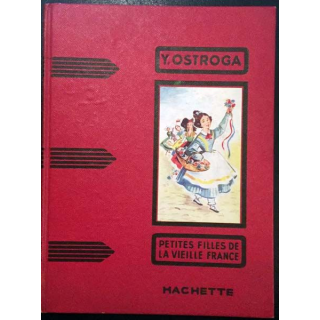 Y. OSTROGA
PETITES FILLES DE
LA VIEILLE FRANCE
HACHETTE